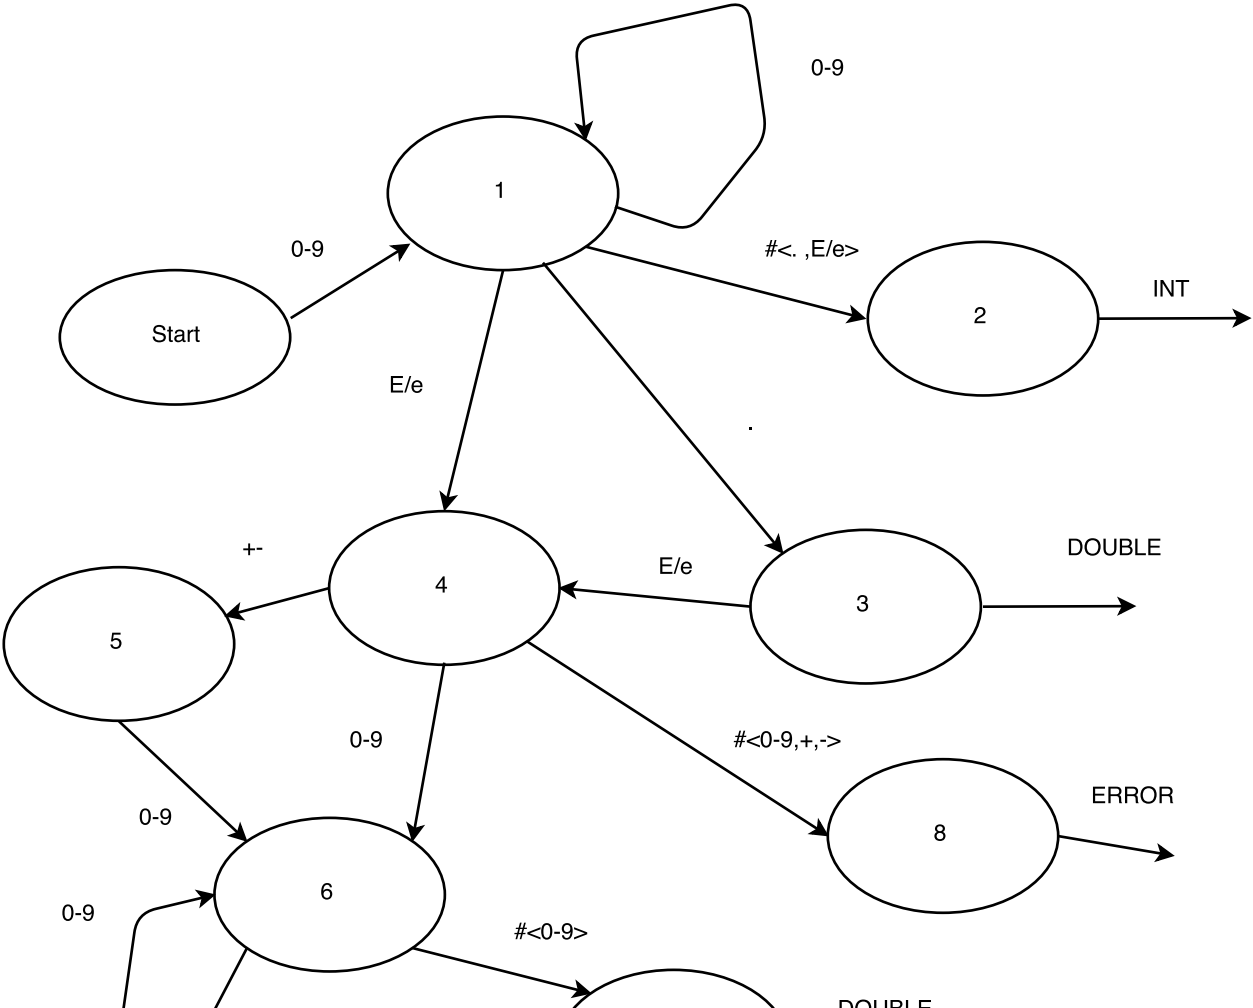 0-9
1
0-9
#<. ,E/e>
INT
2
Start
E/e
.
DOUBLE
+-
E/e
4
3
5
0-9
#<0-9,+,->
ERROR
0-9
8
6
0-9
#<0-9>
DOUBLE